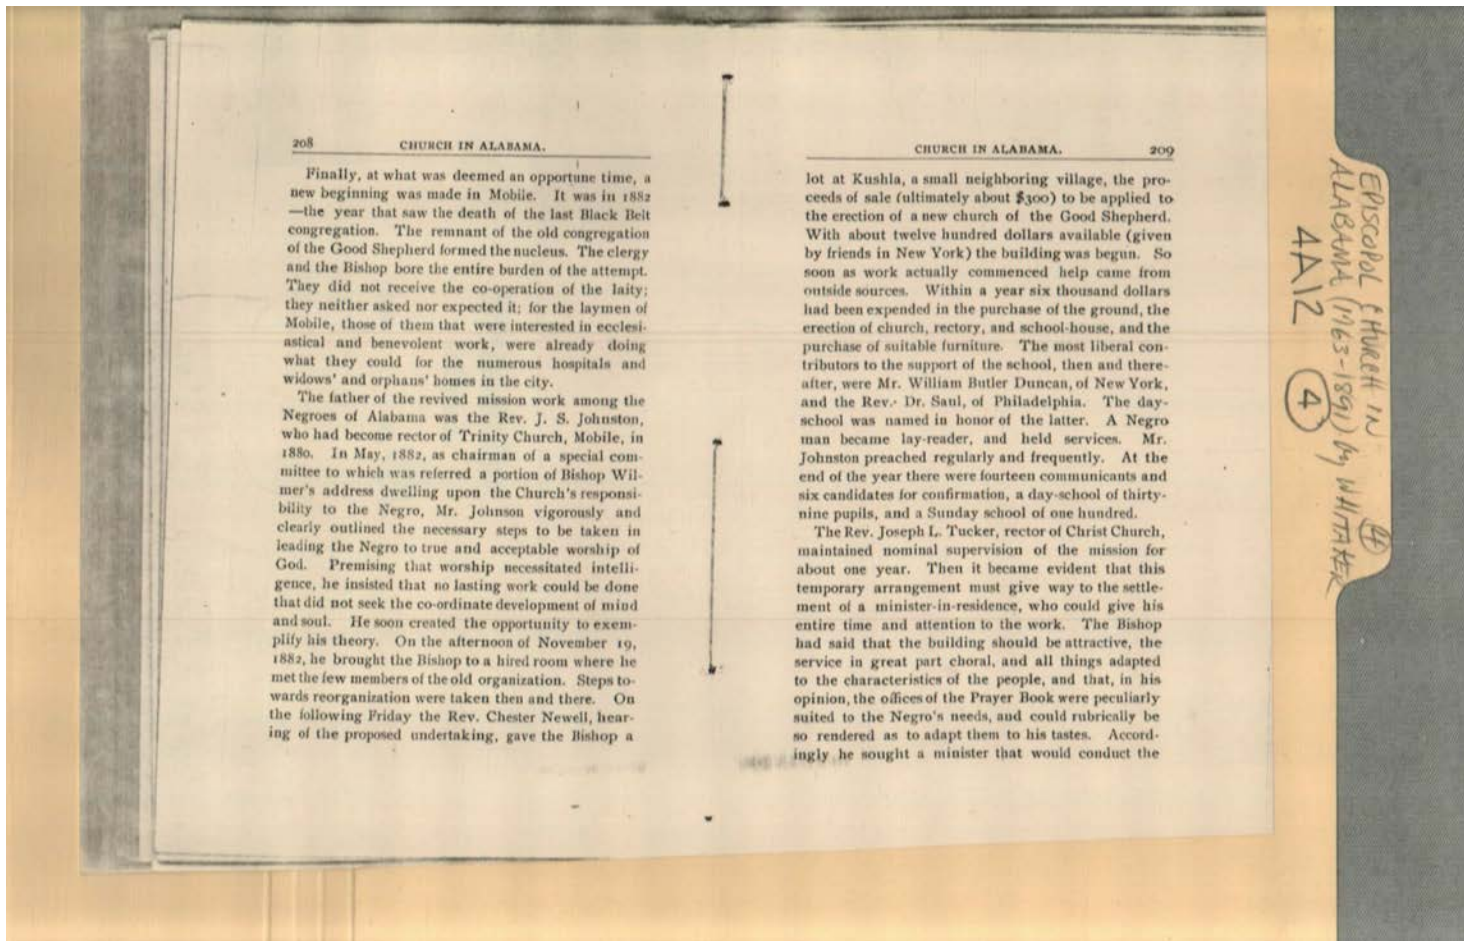 208
CHURCH IN ALABAMA.
Finally, at what was deemed an opportune time, a
new beginning was made in Mobile. It was in 1882
—the year that saw the death of the last Black Belt
congregation. The remnant of the old congregation
of the Good Shepherd formed the nucleus. The clergy
and the Bishop bore the entire burden of the attempt.
They did not receive the co-operation of the laity;
they neither asked nor expected it; for the laymen of
Mobile, those of them that were interested in ecclesi-
astical and benevolent work, were already doing
what they could for the numerous hospitals and
widows' and orphans' homes in the city.
The father of the revived mission work among the
Negroes of Alabama was the Rev. J. S. Johnston,
who had become rector of Trinity Church, Mobile, in
1880. In May, 1882, as chairman of a special com-
mittee to which was referred a portion of Bishop Wil-
mer's address dwelling upon the Church's responsi-
bility to the Negro, Mr. Johnson vigorously and
clearly outlined the necessary steps to be taken in
leading the Negro to true and acceptable worship of
God. Premising that worship necessitated intelli-
gence, he insisted that no lasting work could be done
that did not seek the co-ordinate development of mind
and soul. He soon created the opportunity to exem-
plify his theory. On the afternoon of November 19,
1882, he brought the Bishop to a hired room where he
met the few members of the old organization. Steps to-
wards reorganization were taken then and there. On
the following Friday the Rev. Chester Newell, hear-
ing of the proposed undertaking, gave the Bishop a
CHURCH IN ALABAMA.
209
lot at Kushla, a small neighboring village, the pro-
ceeds of sale (ultimately about $300) to be applied to
the erection of a new church of the Good Shepherd.
With about twelve hundred dollars available (given
by friends in New York) the building was begun. So
soon as work actually commenced help came from
outside sources. Within a year six thousand dollars
had been expended in the purchase of the ground, the
erection of church, rectory, and school-house, and the
purchase of suitable furniture. The most liberal con-
tributors to the support of the school, then and there-
after, were Mr. William Butler Duncan, of New York,
and the Rev. Dr. Saul, of Philadelphia. The day-
school was named in honor of the latter. A Negro
man became lay-reader, and held services. Mr.
Johnston preached regularly and frequently. At the
end of the year there were fourteen communicants and
six candidates for confirmation, a day-school of thirty-
nine pupils, and a Sunday school of one hundred.
The Rev. Joseph L. Tucker, rector of Christ Church,
maintained nominal supervision of the mission for
about one year. Then it became evident that this
temporary arrangement must give way to the settle-
ment of a minister-in-residence, who could give his
entire time and attention to the work. The Bishop
had said that the building should be attractive, the
service in great part choral, and all things adapted
to the characteristics of the people, and that, in his
opinion, the offices of the Prayer Book were peculiarly
suited to the Negro's needs, and could rubrically be
so rendered as to adapt them to his tastes. Accord-
ingly he sought a minister that would conduct the
EPISCOPOL CHURCH IN
ALABAMA (1763-1891) by WHITAKER
4A12 4